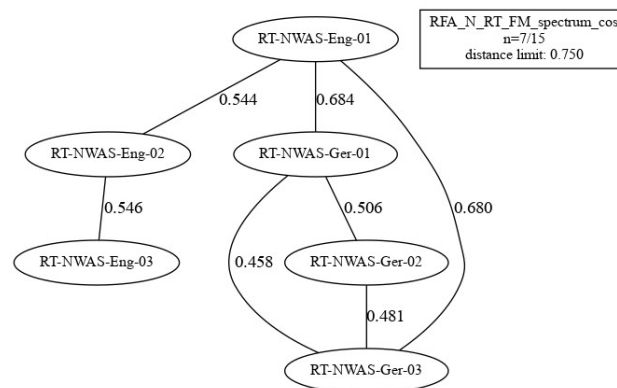 RT-NWAS-Eng-01
RFA_N_RT_FM_spectrum_cos
n=7/15
distance limit: 0.750
0.544
0.684
RT-NWAS-Eng-02
RT-NWAS-Ger-01
0.546
0.506
0.680
0.458
RT-NWAS-Eng-03
RT-NWAS-Ger-02
0.481
RT-NWAS-Ger-03